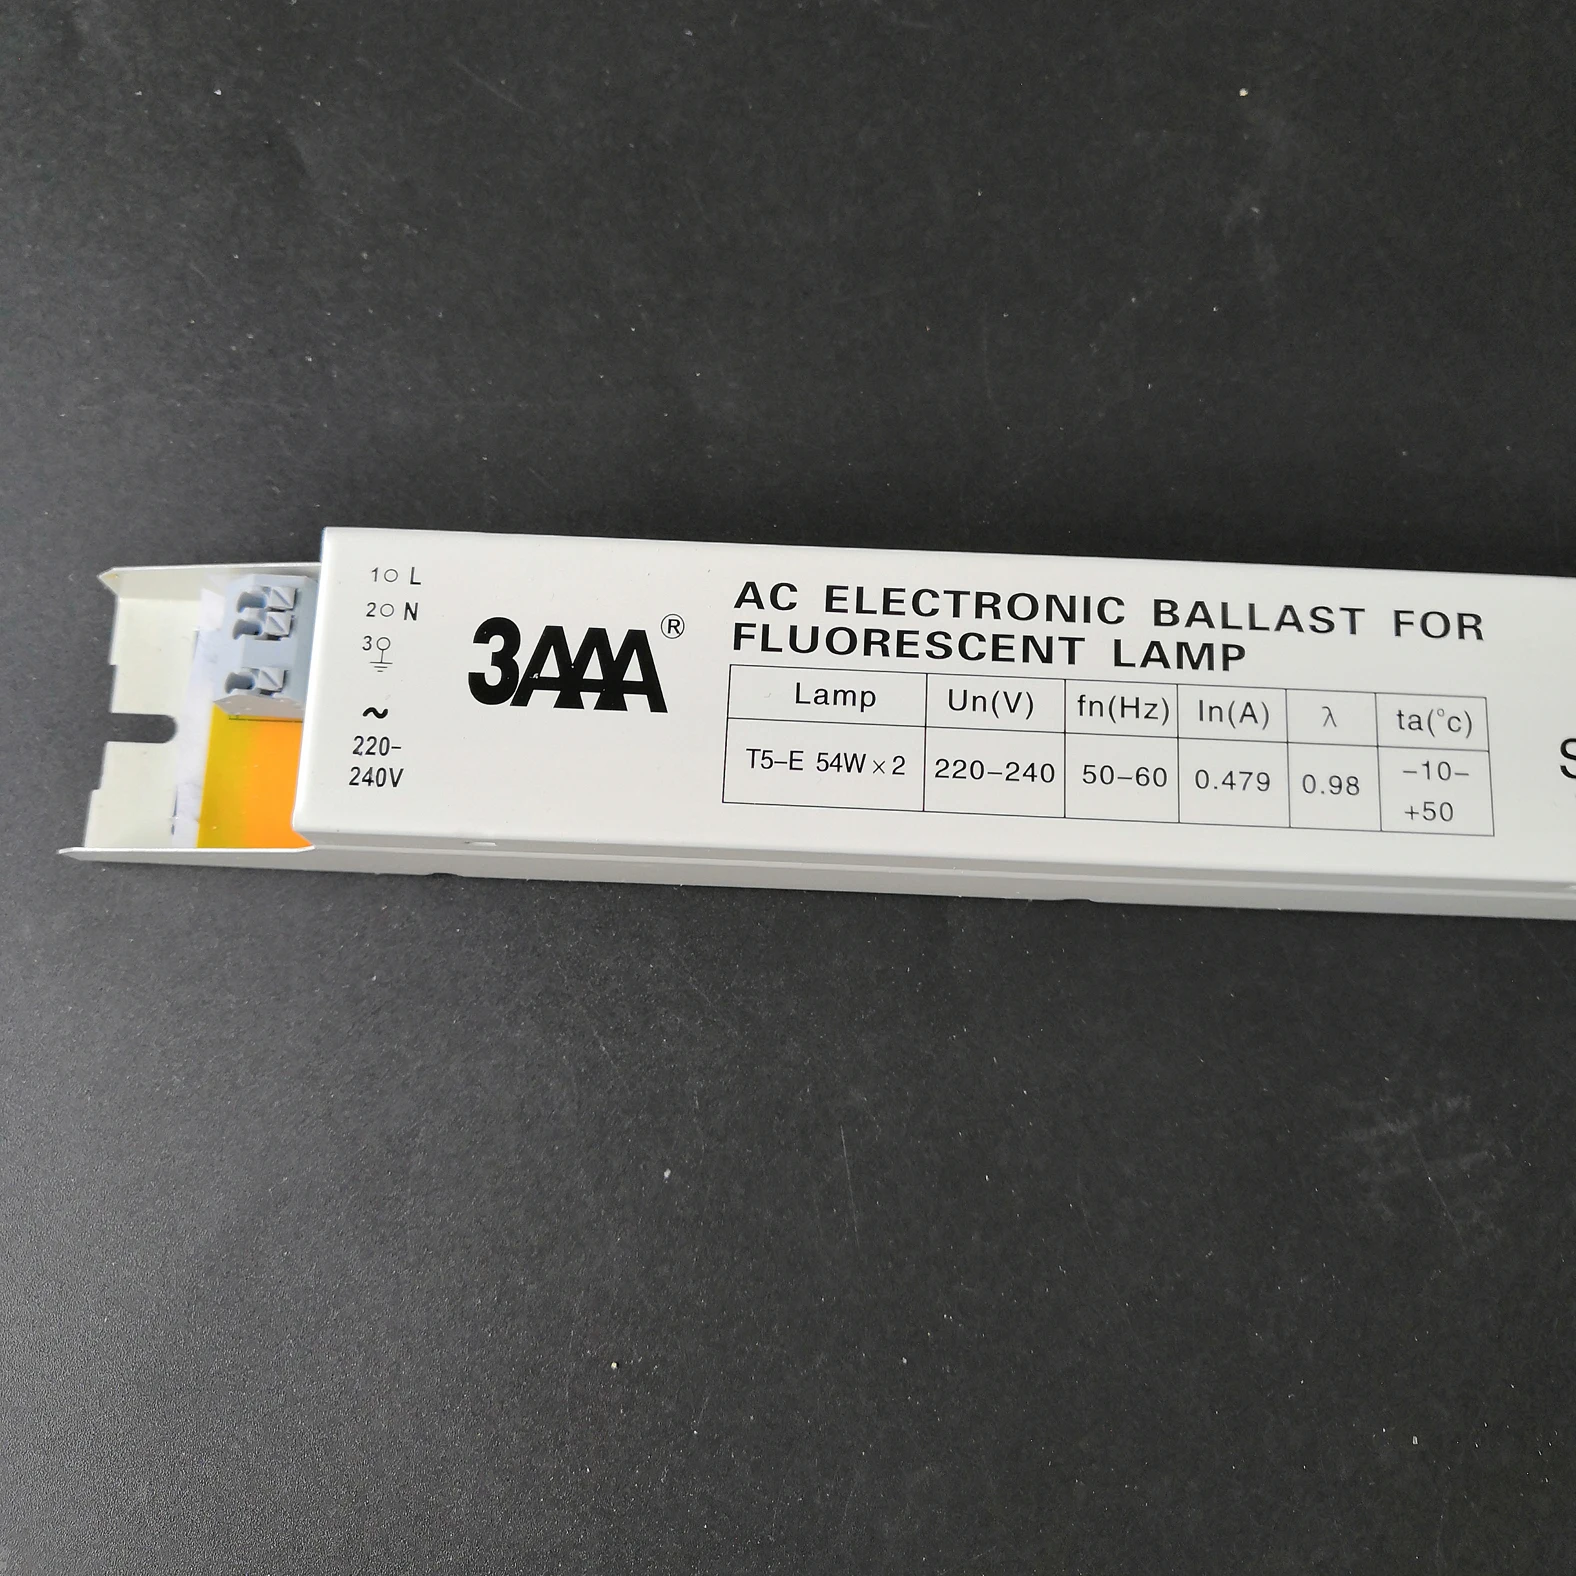 1○ L
2○ N
3○
~
220-
240V
3AAA®
AC ELECTRONIC BALLAST FOR
FLUORESCENT LAMP
Lamp Un(V) fn(Hz) In(A) λ ta(°c)
T5-E 54W×2 220-240 50-60 0.479 0.98 -10-
+50